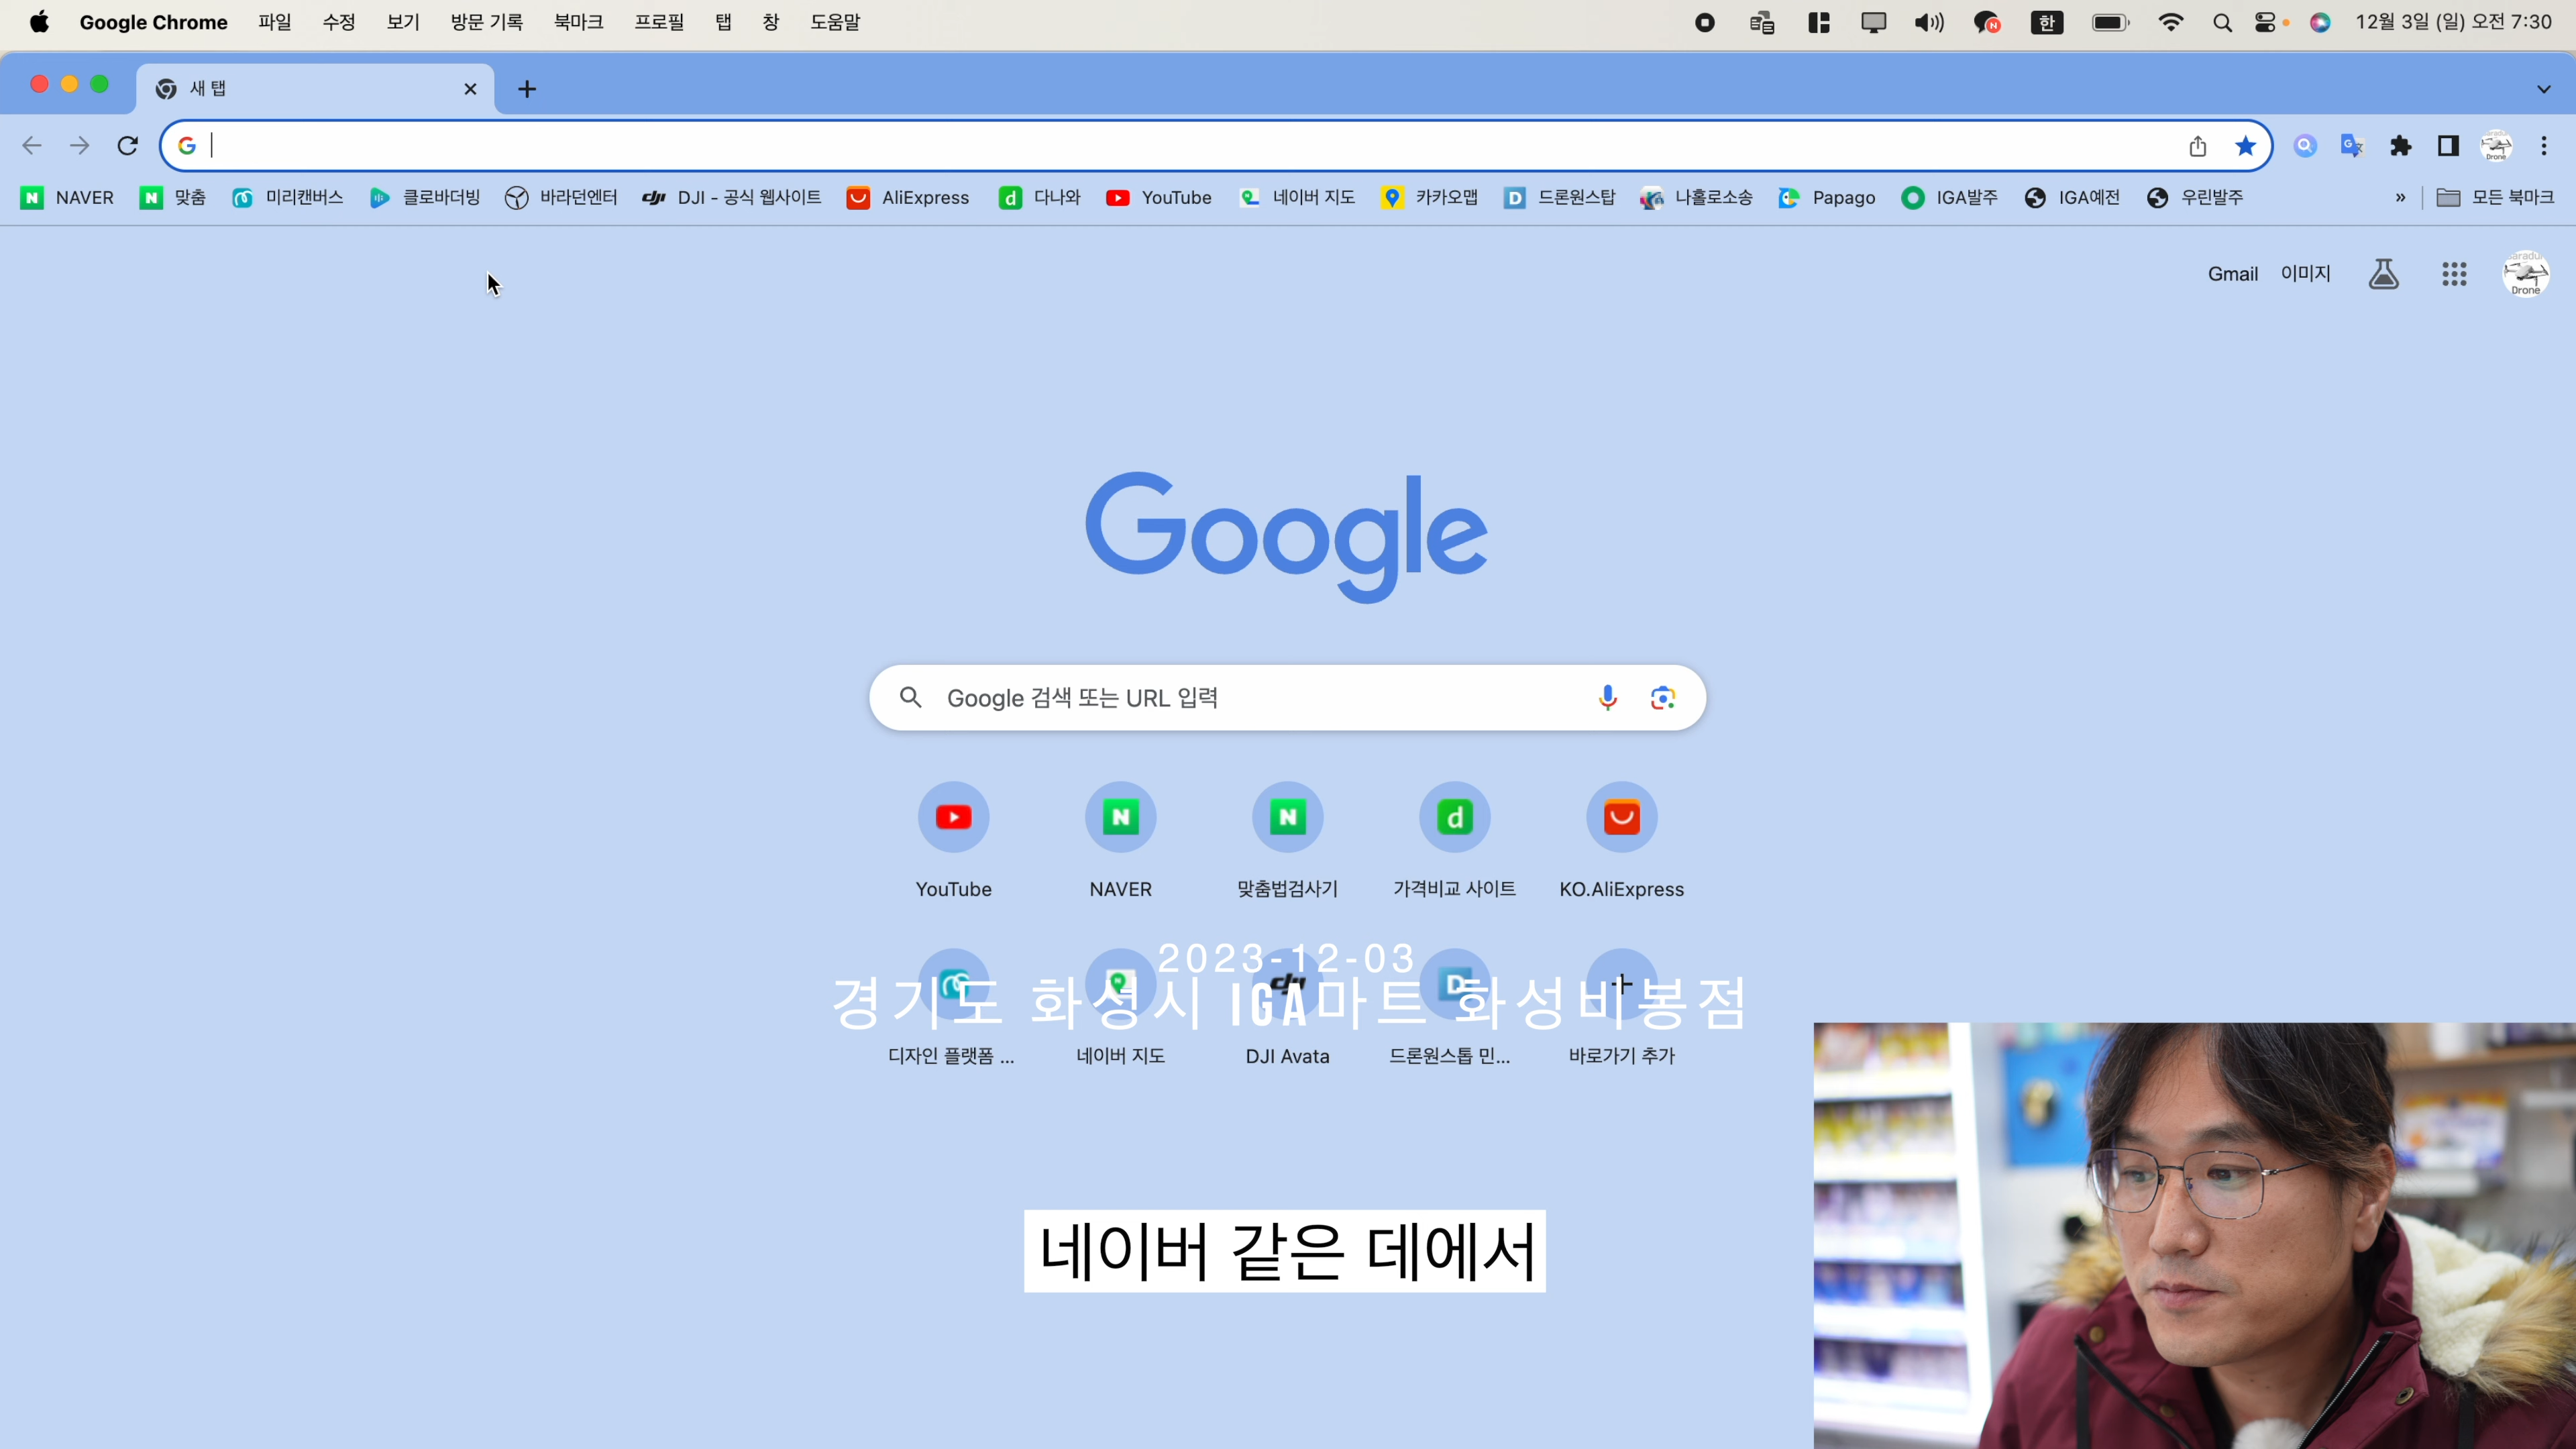 Google Chrome 파일 수정 보기 방문 기록 북마크 프로필 탭 창 도움말 한 12월 3일 (일) 오전 7:30
새 탭
NAVER 맞춤 미리캔버스 클로바더빙 바라던엔터 DJI - 공식 웹사이트 AliExpress 다나와 YouTube 네이버 지도 카카오맵 드론원스탑 나홀로소송 Papago IGA발주 IGA예전 우린발주 » 모든 북마크
Gmail 이미지
Drone
Google
Google 검색 또는 URL 입력
YouTube NAVER 맞춤법검사기 가격비교 사이트 KO.AliExpress
2023-12-03
경기도 화성시 IGA마트 화성비봉점
디자인 플랫폼 ... 네이버 지도 DJI Avata 드론원스톱 민... 바로가기 추가
네이버 같은 데에서